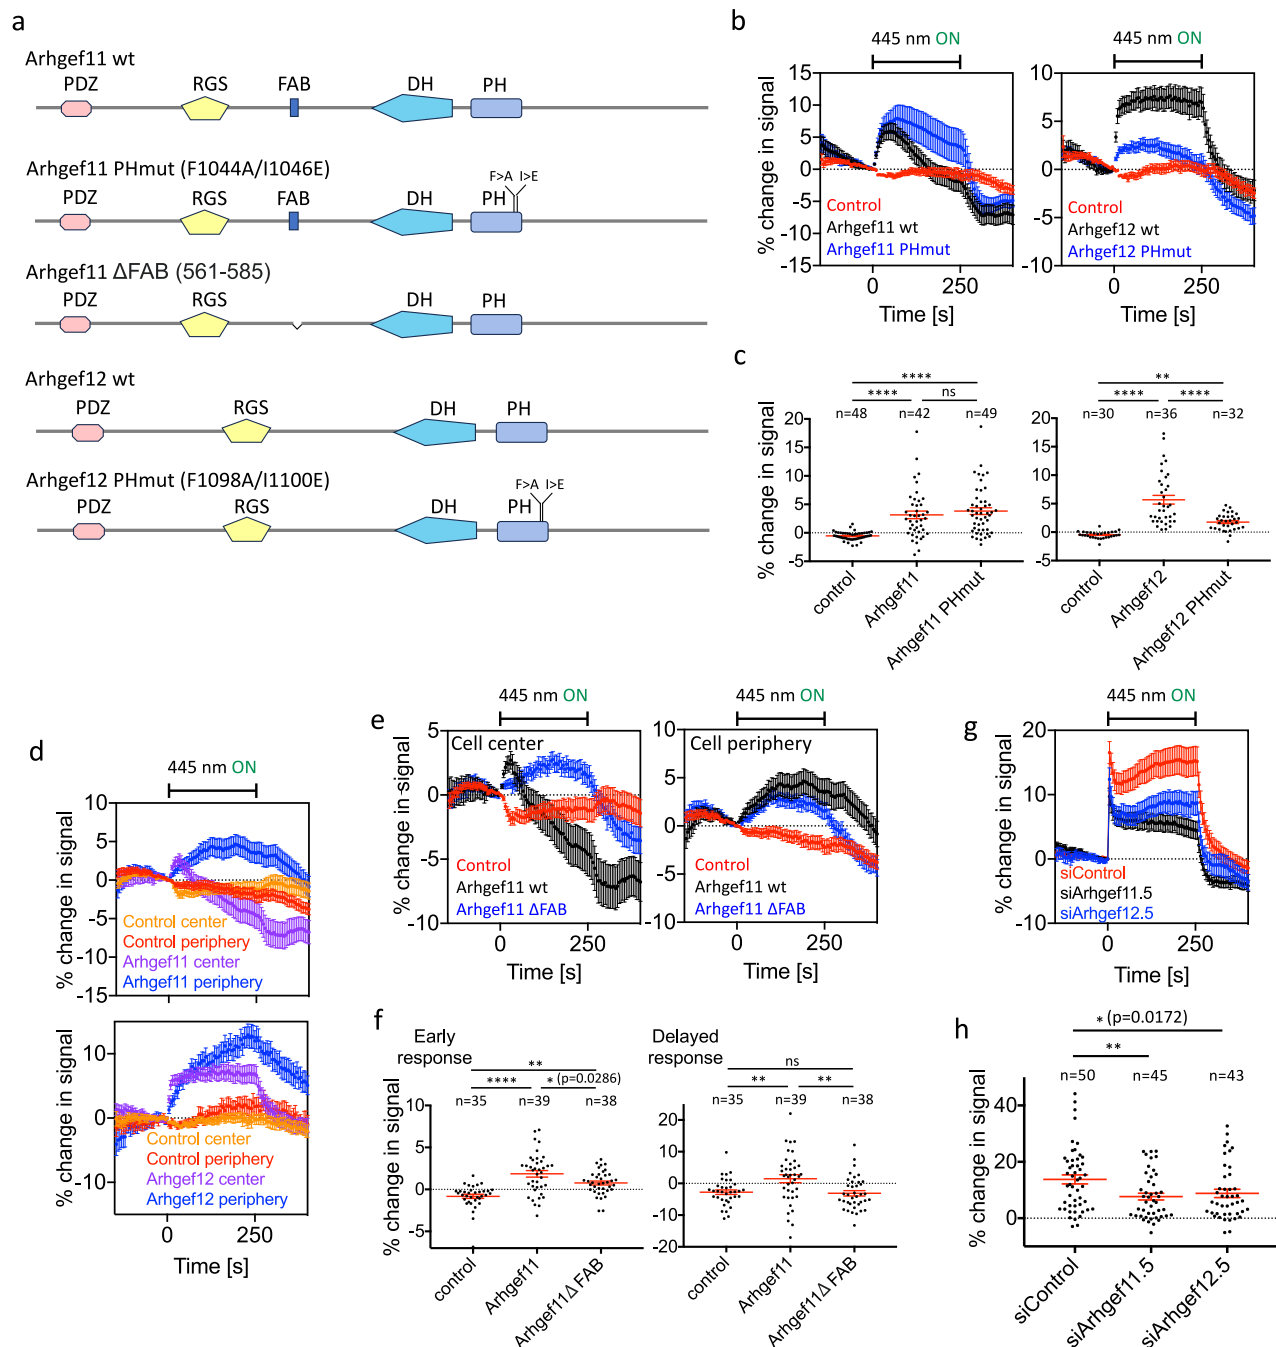 a
Arhgef11 wt
PDZ RGS FAB DH PH
Arhgef11 PHmut (F1044A/I1046E)
F>A I>E
PDZ RGS FAB DH PH
Arhgef11 ΔFAB (561-585)
PDZ RGS DH PH
Arhgef12 wt
PDZ RGS DH PH
Arhgef12 PHmut (F1098A/I1100E)
F>A I>E
PDZ RGS DH PH
b
445 nm ON
% change in signal
15
10
5
0
-5
-10
-15
Control
Arhgef11 wt
Arhgef11 PHmut
0 250
Time [s]
445 nm ON
10
5
0
-5
-10
Control
Arhgef12 wt
Arhgef12 PHmut
0 250
Time [s]
c
****
**** ns
n=48 n=42 n=49
% change in signal
20
15
10
5
0
-5
control
Arhgef11
Arhgef11 PHmut
**
**** ****
n=30 n=36 n=32
20
15
10
5
0
-5
control
Arhgef12
Arhgef12 PHmut
d
445 nm ON
% change in signal
10
5
0
-5
-10
-15
Control center
Control periphery
Arhgef11 center
Arhgef11 periphery
% change in signal
10
0
-10
Control center
Control periphery
Arhgef12 center
Arhgef12 periphery
0 250
Time [s]
e
445 nm ON
% change in signal
5
0
-5
-10
Cell center
Control
Arhgef11 wt
Arhgef11 ΔFAB
0 250
Time [s]
445 nm ON
10
5
0
-5
-10
Cell periphery
Control
Arhgef11 wt
Arhgef11 ΔFAB
0 250
Time [s]
f
Early
response
**
**** * (p=0.0286)
n=35 n=39 n=38
% change in signal
10
5
0
-5
control
Arhgef11
Arhgef11Δ FAB
Delayed
response
ns
** **
n=35 n=39 n=38
% change in signal
20
10
0
-10
-20
control
Arhgef11
Arhgef11Δ FAB
g
445 nm ON
% change in signal
20
10
0
-10
siControl
siArhgef11.5
siArhgef12.5
0 250
Time [s]
h
* (p=0.0172)
**
n=50 n=45 n=43
% change in signal
40
20
0
siControl
siArhgef11.5
siArhgef12.5